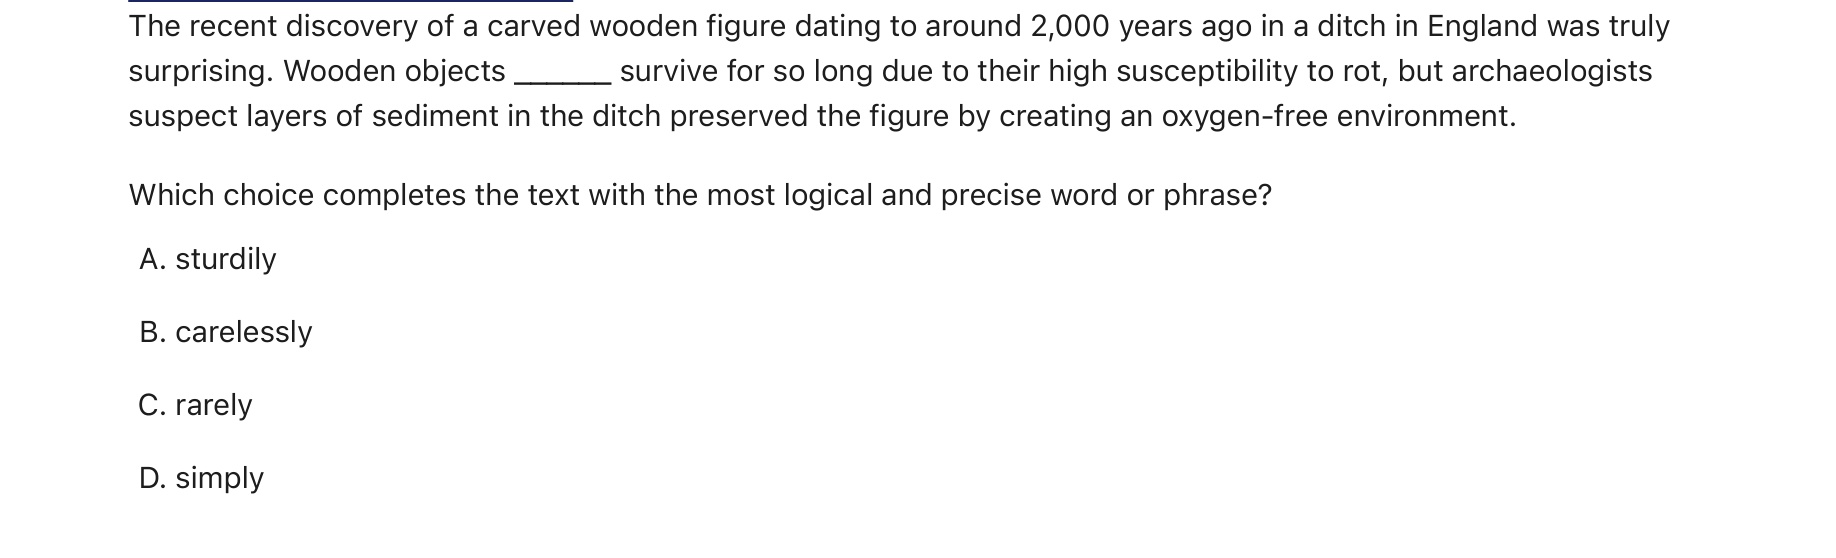 The recent discovery of a carved wooden figure dating to around 2,000 years ago in a ditch in England was truly
surprising. Wooden objects ______ survive for so long due to their high susceptibility to rot, but archaeologists
suspect layers of sediment in the ditch preserved the figure by creating an oxygen-free environment.
Which choice completes the text with the most logical and precise word or phrase?
A. sturdily
B. carelessly
C. rarely
D. simply